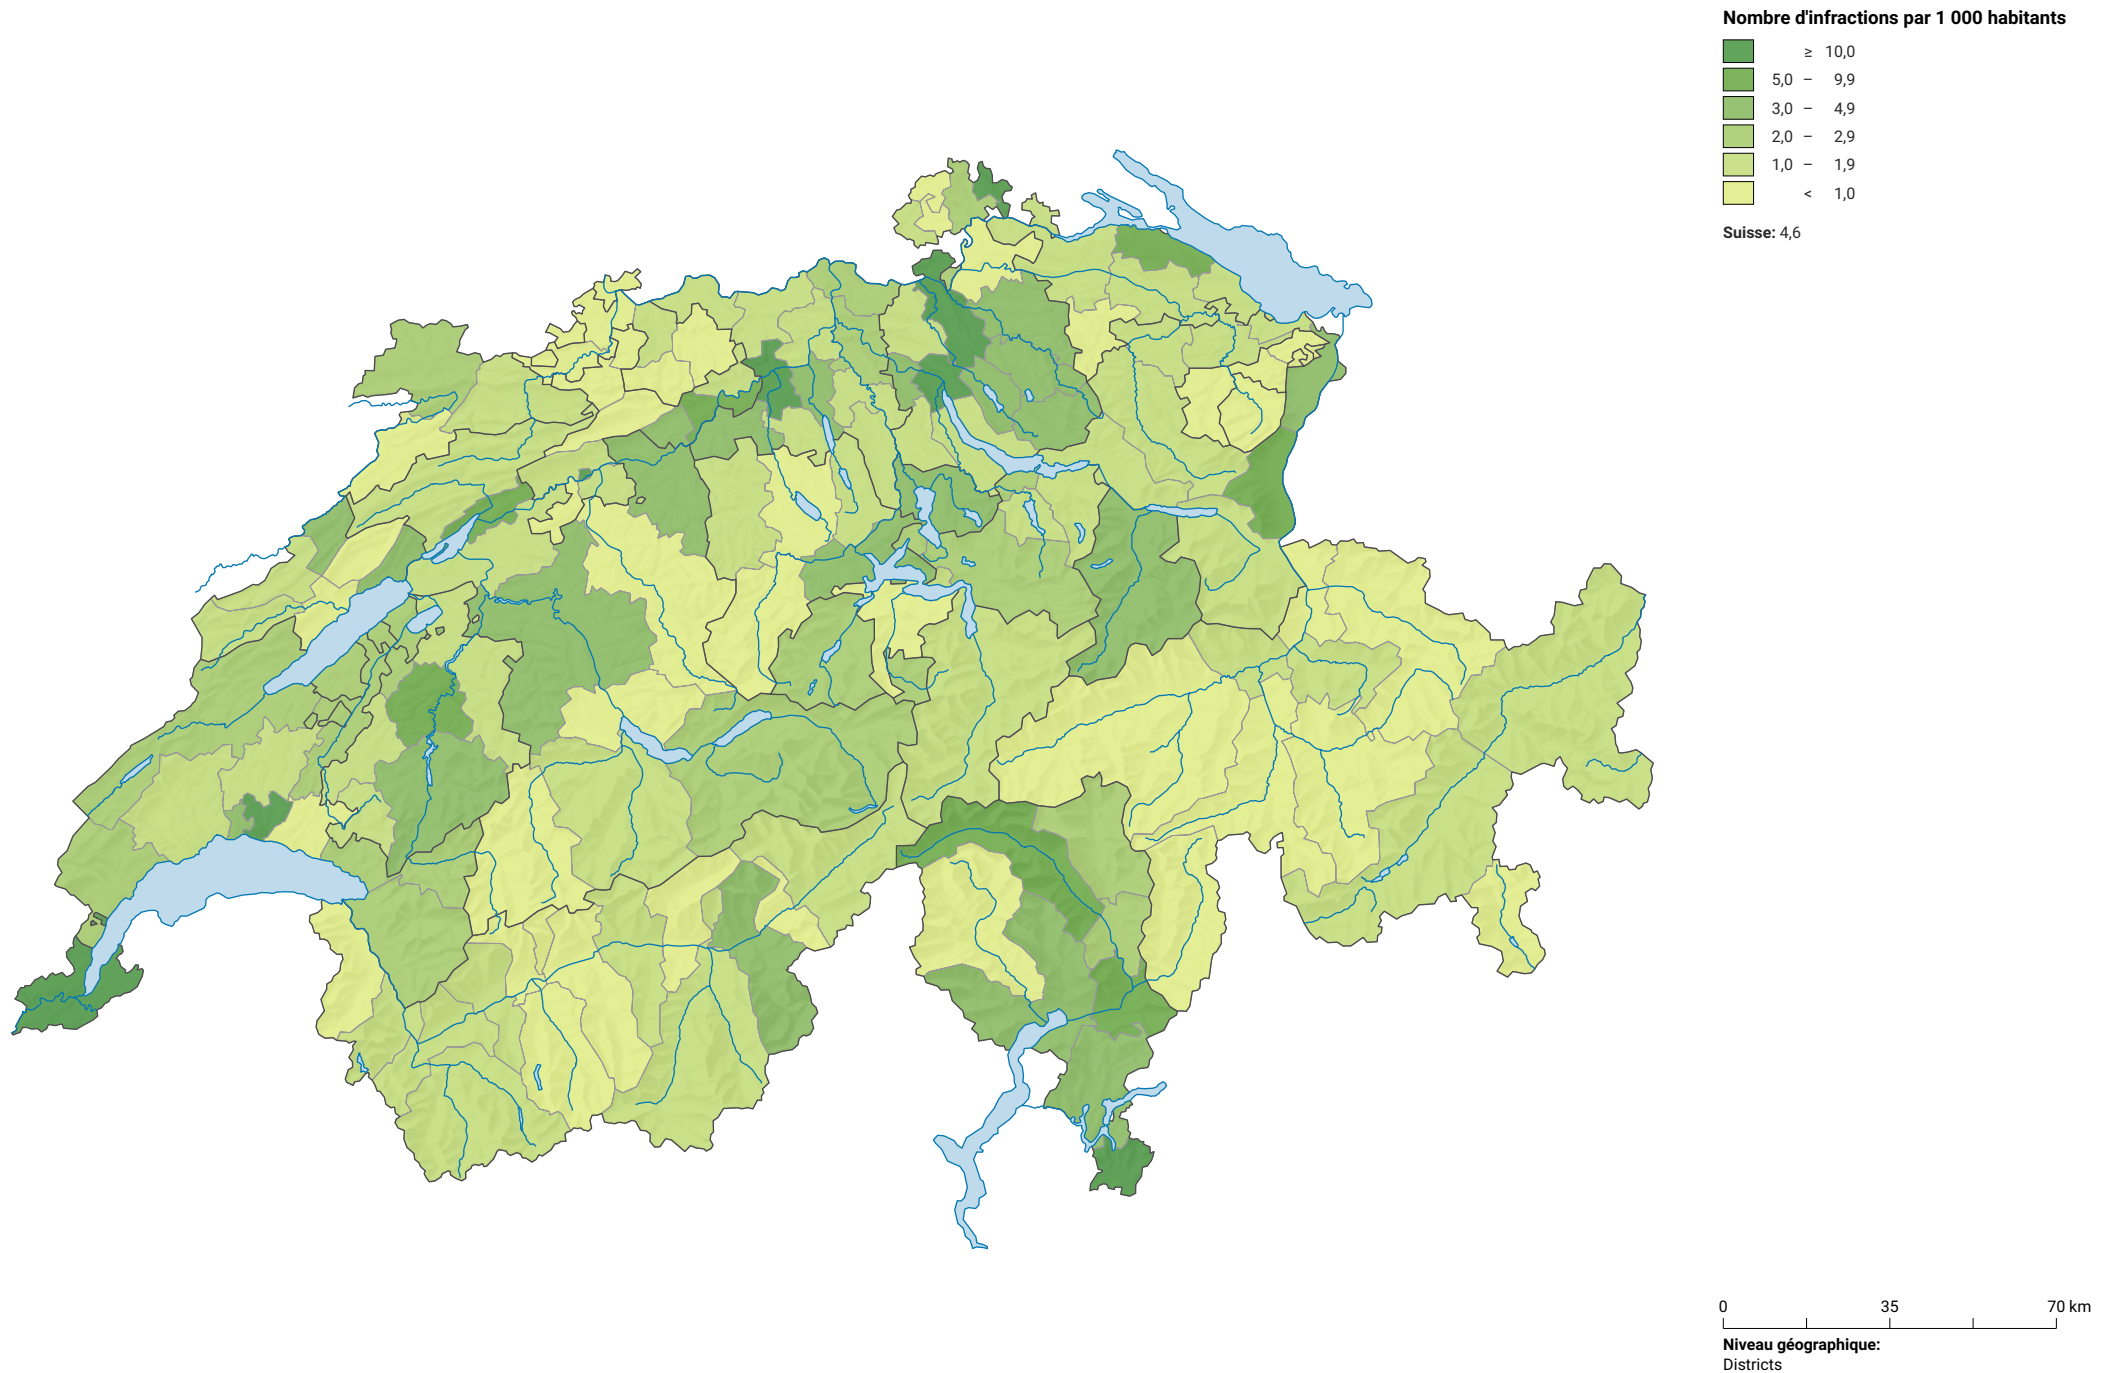 Nombre d'infractions par 1 000 habitants
≥ 10,0
5,0 – 9,9
3,0 – 4,9
2,0 – 2,9
1,0 – 1,9
< 1,0
Suisse: 4,6
0 35 70 km
Niveau géographique:
Districts